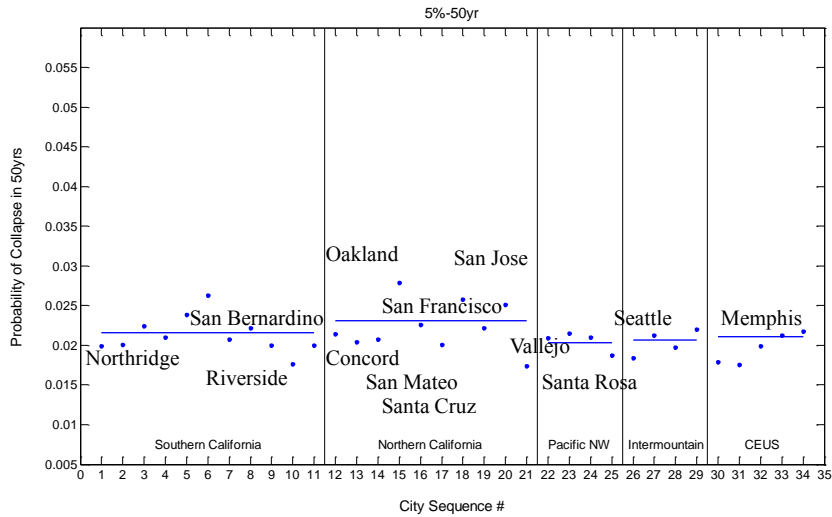 5%-50yr
0.055
0.05
0.045
0.04
0.035
0.03
0.025
0.02
0.015
0.01
0.005
Probability of Collapse in 50yrs
Oakland
San Jose
San Bernardino
San Francisco
Seattle
Memphis
Northridge
Concord
Vallejo
Riverside
San Mateo
Santa Rosa
Santa Cruz
Southern California
Northern California
Pacific NW
Intermountain
CEUS
0 1 2 3 4 5 6 7 8 9 10 11 12 13 14 15 16 17 18 19 20 21 22 23 24 25 26 27 28 29 30 31 32 33 34 35
City Sequence #